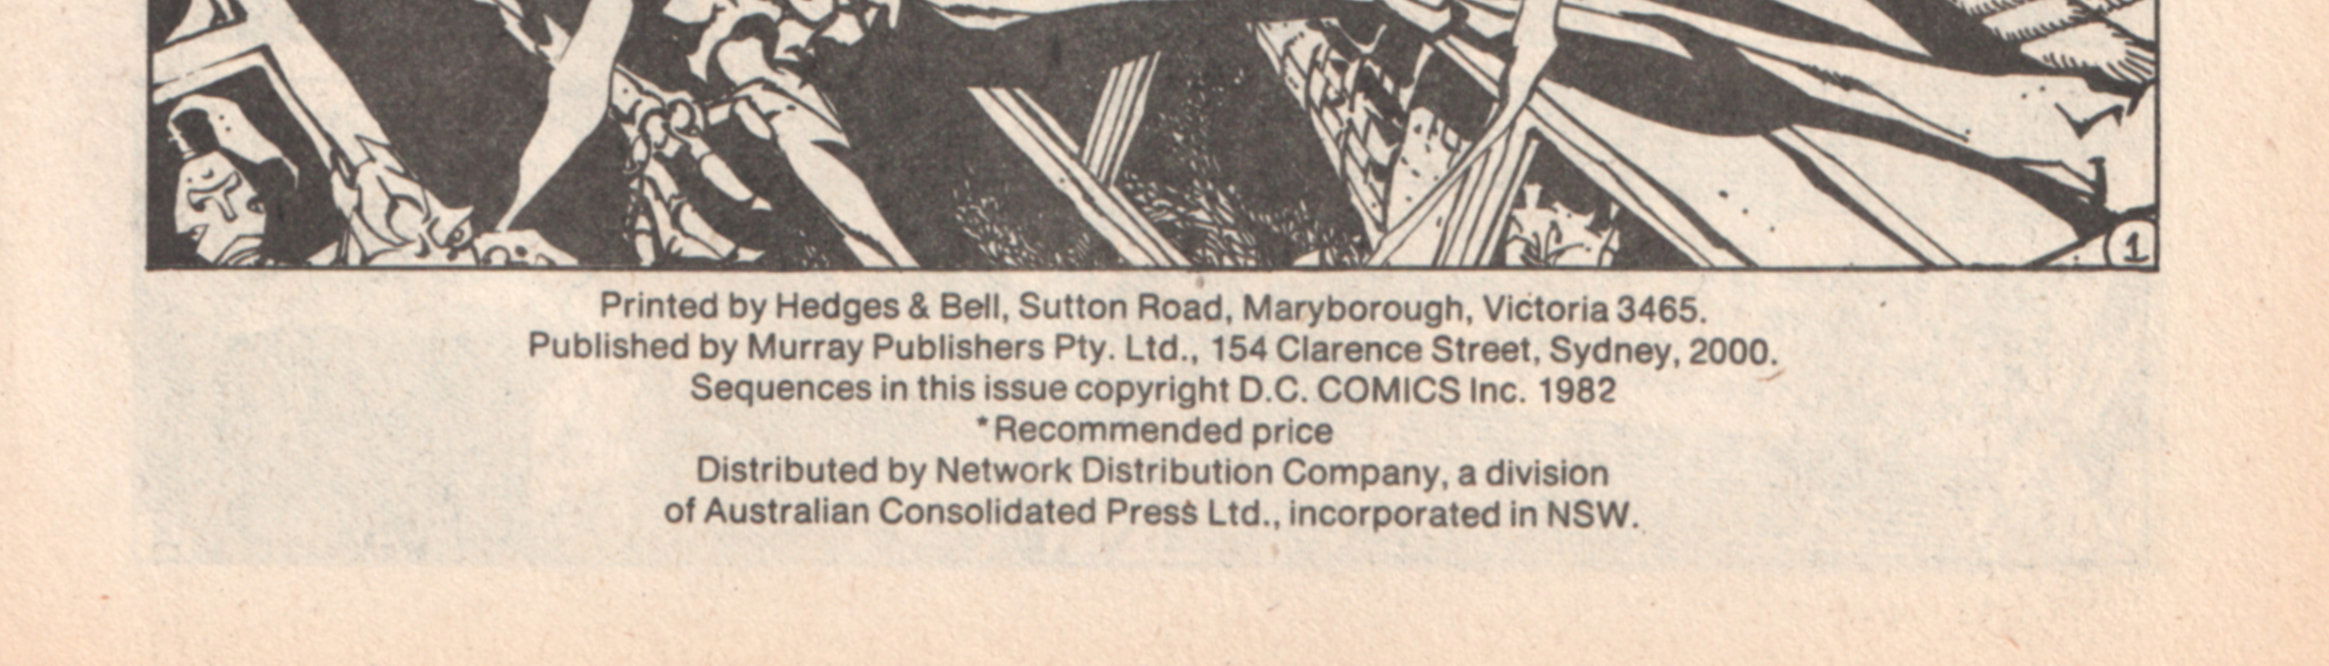 1
Printed by Hedges & Bell, Sutton Road, Maryborough, Victoria 3465.
Published by Murray Publishers Pty. Ltd., 154 Clarence Street, Sydney, 2000.
Sequences in this issue copyright D.C. COMICS Inc. 1982
*Recommended price
Distributed by Network Distribution Company, a division
of Australian Consolidated Press Ltd., incorporated in NSW.